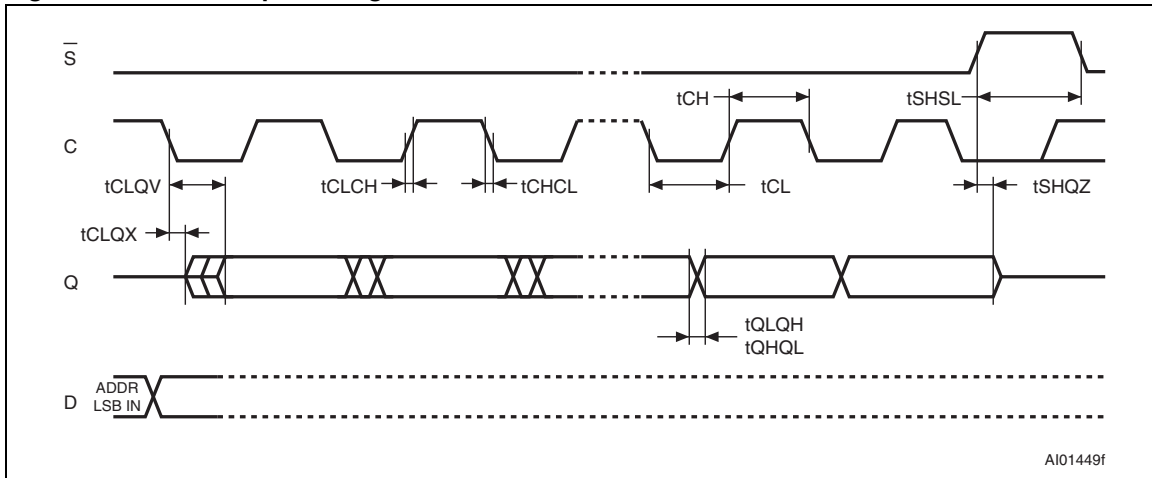 S̅
tCH
tSHSL
C
tCLQV
tCLCH
tCHCL
tCL
tSHQZ
tCLQX
Q
tQLQH
tQHQL
D
ADDR
LSB IN
AI01449f